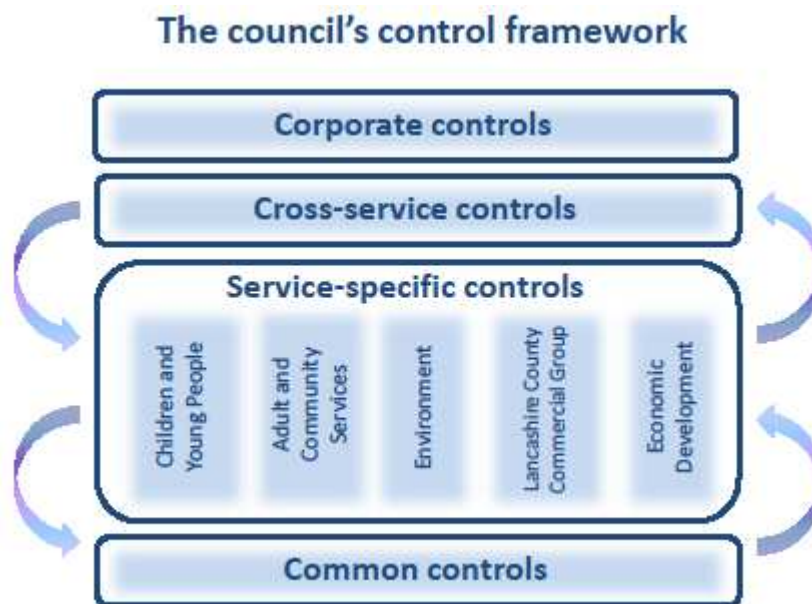 The council's control framework
Corporate controls
Cross-service controls
Service-specific controls
Children and
Young People
Adult and
Community
Services
Environment
Lancashire County
Commercial Group
Economic
Development
Common controls